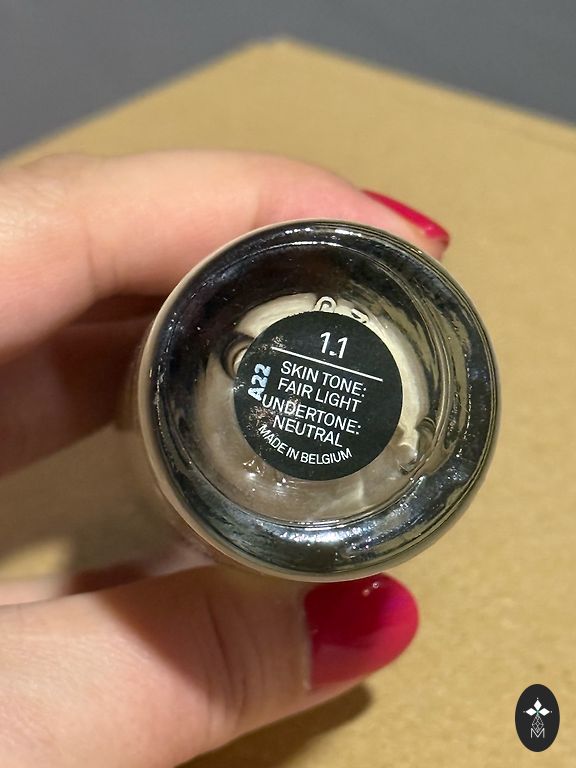 1.1
SKIN TONE:
FAIR LIGHT
UNDERTONE:
NEUTRAL
MADE IN BELGIUM
A22
M